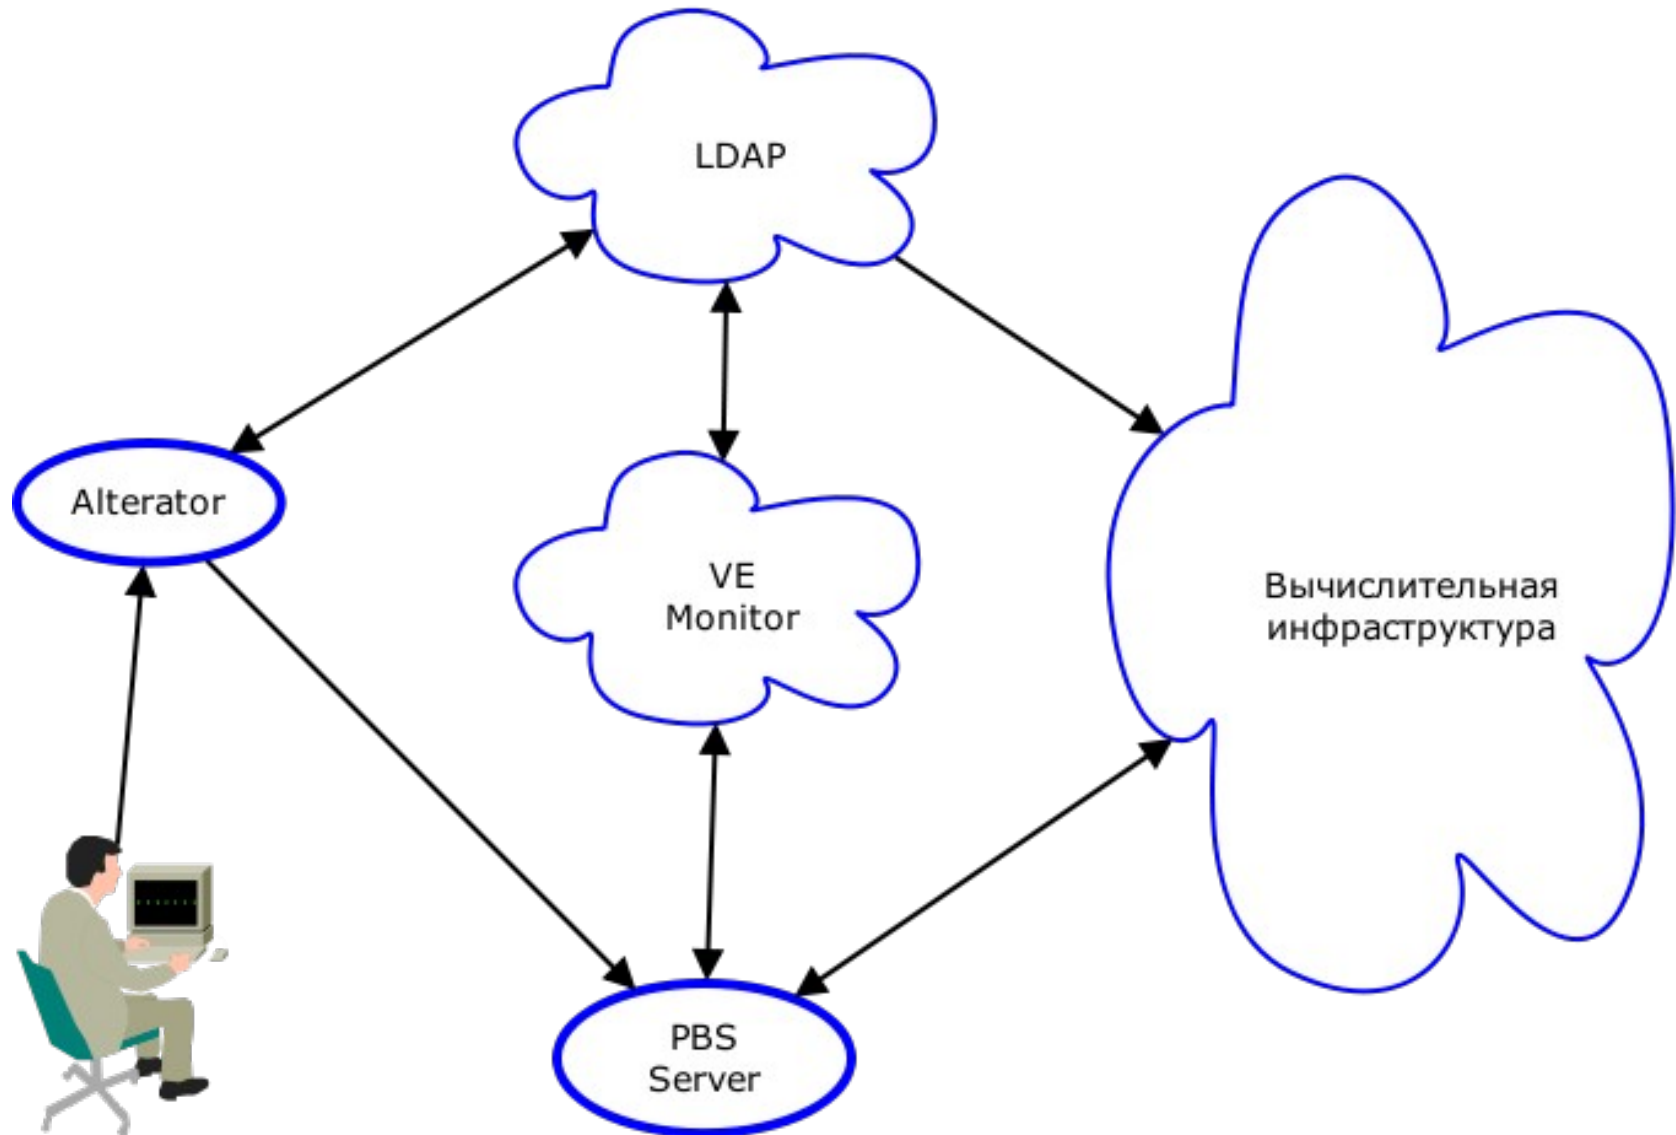 LDAP
Alterator
VE
Monitor
Вычислительная
инфраструктура
PBS
Server